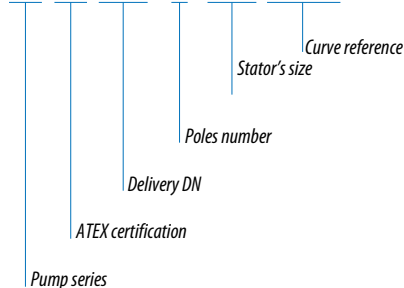 Curve reference
Stator's size
Poles number
Delivery DN
ATEX certification
Pump series